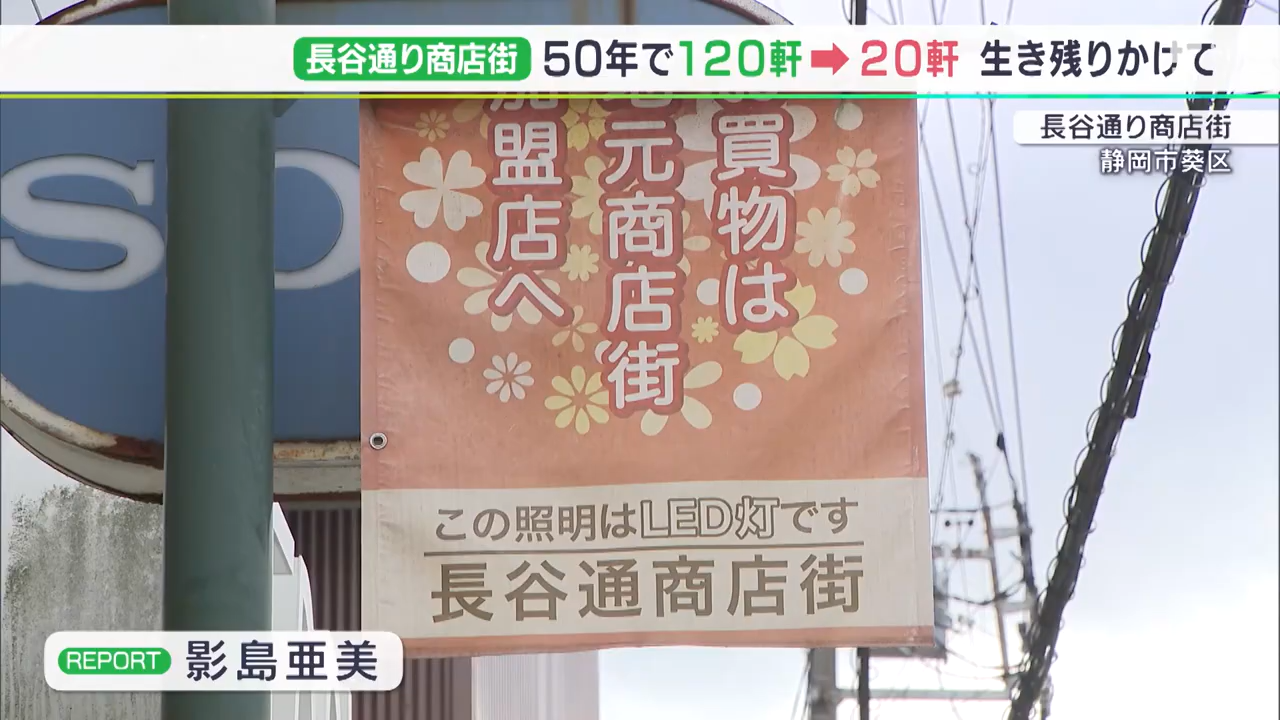 長谷通り商店街 50年で120軒➡20軒 生き残りかけて
長谷通り商店街
静岡市葵区
買物は
地元商店街
加盟店へ
この照明はLED灯です
長谷通商店街
REPORT 影島亜美